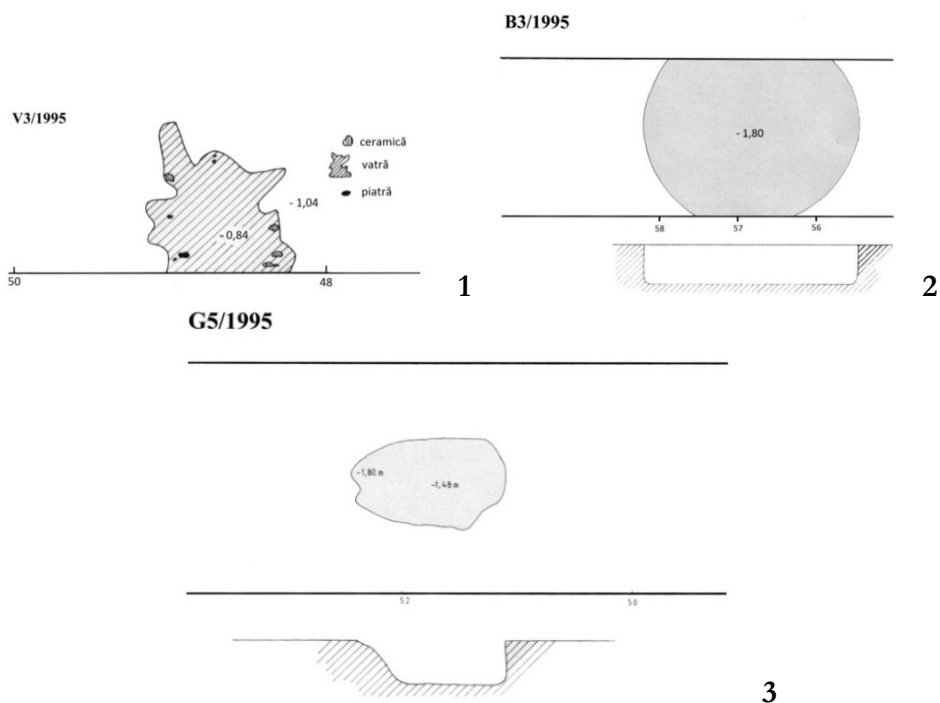 B3/1995
- 1,80
58 57 56
2
V3/1995
ceramică
vatră
piatră
- 1,04
- 0,84
50 48
1
G5/1995
-1,80 m
-1,48 m
52 50
3